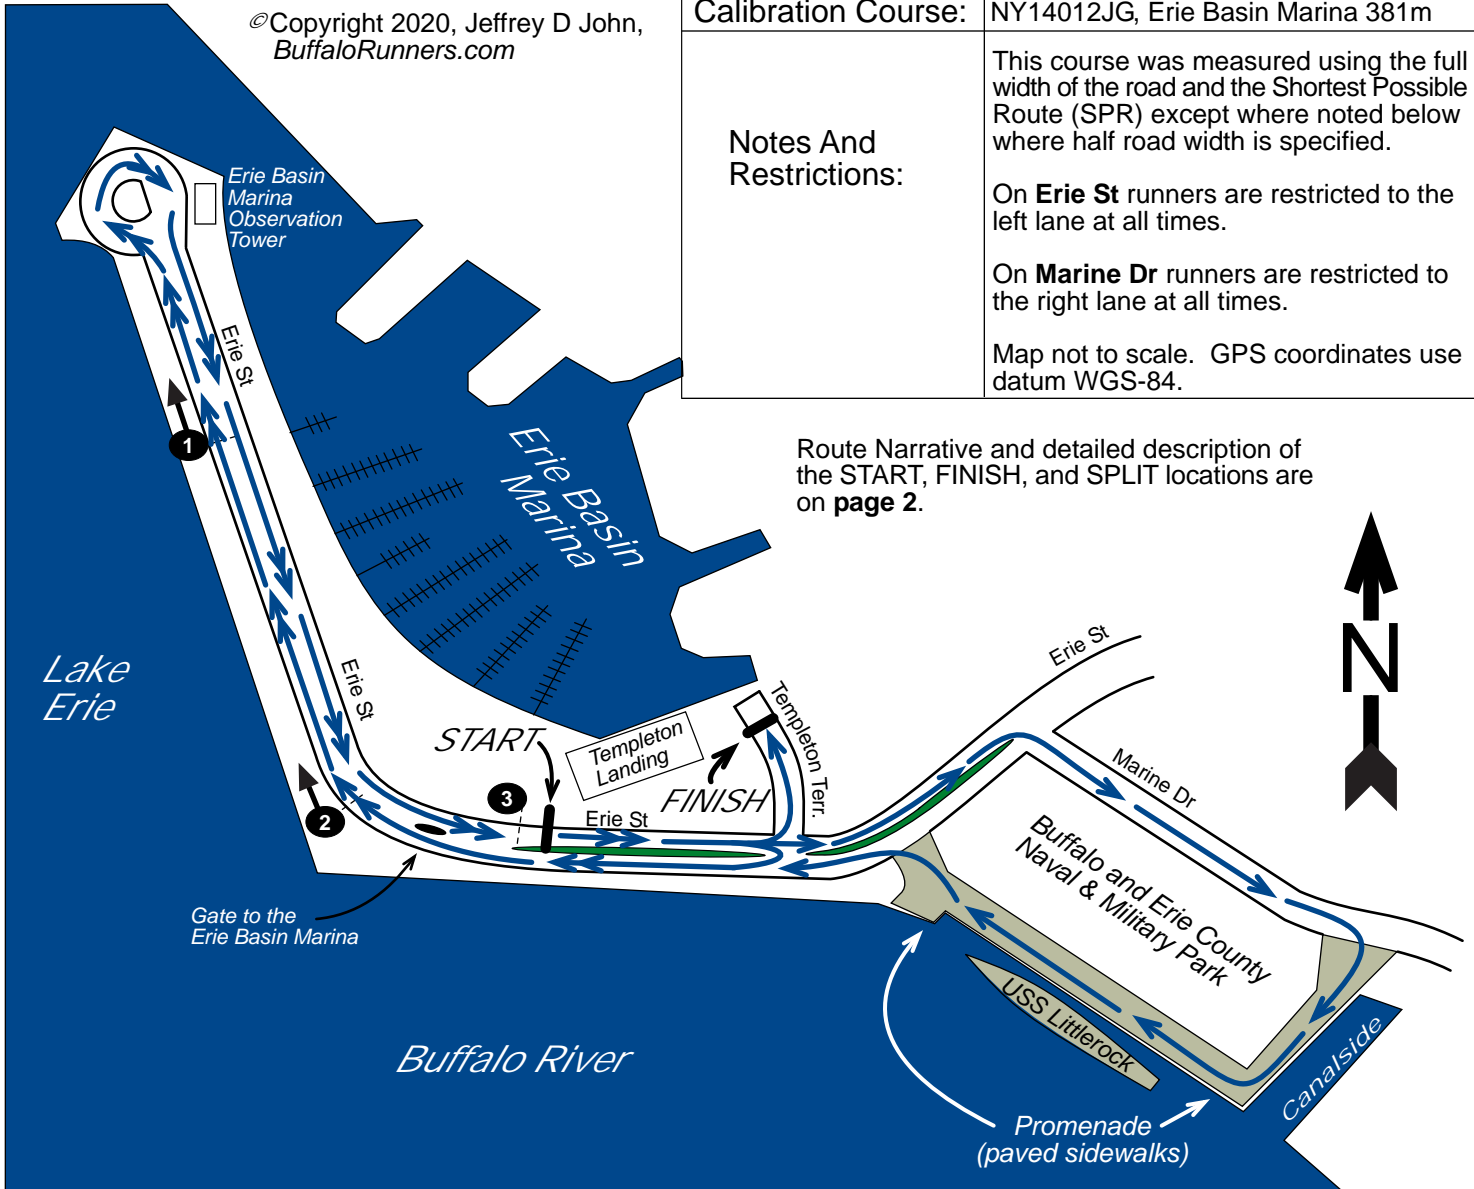 ©Copyright 2020, Jeffrey D John,
BuffaloRunners.com
Calibration Course: NY14012JG, Erie Basin Marina 381m
Notes And
Restrictions:
This course was measured using the full
width of the road and the Shortest Possible
Route (SPR) except where noted below
where half road width is specified.
On Erie St runners are restricted to the
left lane at all times.
On Marine Dr runners are restricted to
the right lane at all times.
Map not to scale. GPS coordinates use
datum WGS-84.
Route Narrative and detailed description of
the START, FINISH, and SPLIT locations are
on page 2.
Erie Basin
Marina
Observation
Tower
Erie St
1
Erie Basin
Marina
N
Lake
Erie
Erie St
START
Templeton
Landing
FINISH
Templeton Terr.
Erie St
Marine Dr
3
2
Erie St
Buffalo and Erie County
Naval & Military Park
Gate to the
Erie Basin Marina
USS Littlerock
Canalside
Buffalo River
Promenade
(paved sidewalks)